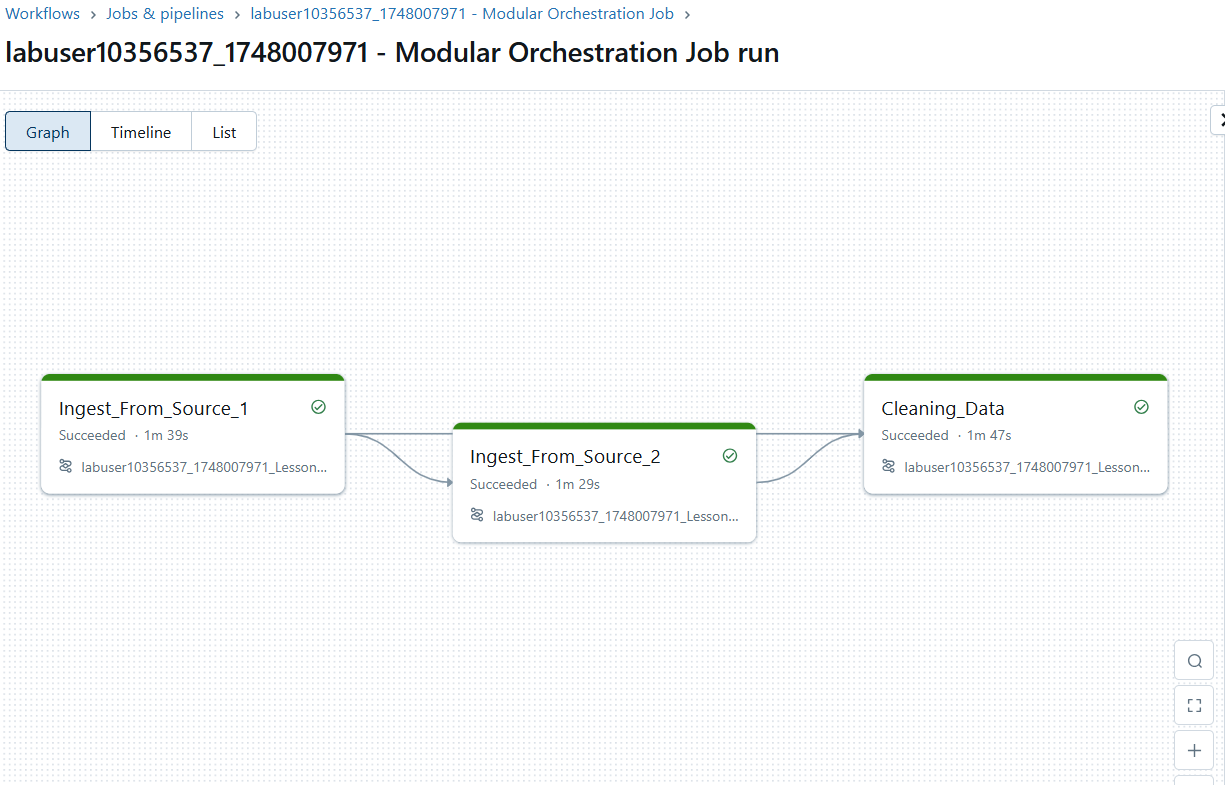 Workflows > Jobs & pipelines > labuser10356537_1748007971 - Modular Orchestration Job >
labuser10356537_1748007971 - Modular Orchestration Job run
Graph
Timeline
List
Ingest_From_Source_1
Succeeded · 1m 39s
labuser10356537_1748007971_Lesson...
Ingest_From_Source_2
Succeeded · 1m 29s
labuser10356537_1748007971_Lesson...
Cleaning_Data
Succeeded · 1m 47s
labuser10356537_1748007971_Lesson...